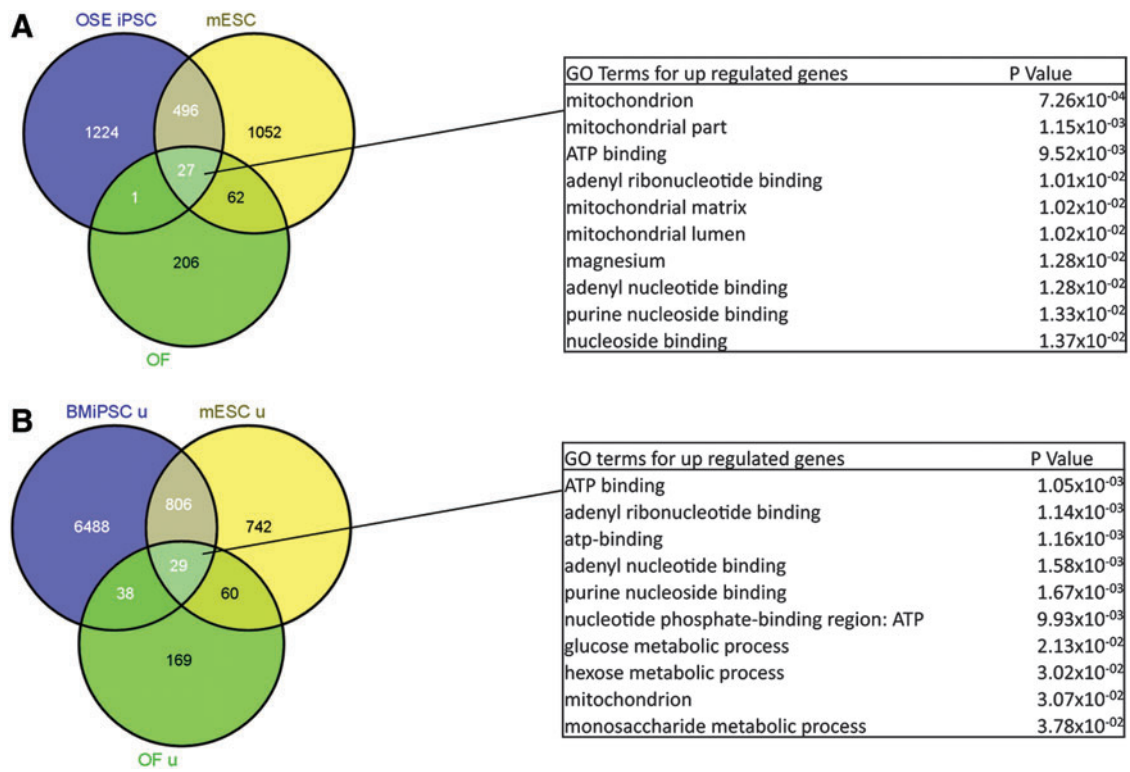 A
OSE iPSC mESC
496
1224 1052
27
1 62
206
OF
GO Terms for up regulated genes P Value
mitochondrion 7.26x10-04
mitochondrial part 1.15x10-03
ATP binding 9.52x10-03
adenyl ribonucleotide binding 1.01x10-02
mitochondrial matrix 1.02x10-02
mitochondrial lumen 1.02x10-02
magnesium 1.28x10-02
adenyl nucleotide binding 1.28x10-02
purine nucleoside binding 1.33x10-02
nucleoside binding 1.37x10-02
B
BMiPSC u mESC u
806
6488 742
29
38 60
169
OF u
GO terms for up regulated genes P Value
ATP binding 1.05x10-03
adenyl ribonucleotide binding 1.14x10-03
atp-binding 1.16x10-03
adenyl nucleotide binding 1.58x10-03
purine nucleoside binding 1.67x10-03
nucleotide phosphate-binding region: ATP 9.93x10-03
glucose metabolic process 2.13x10-02
hexose metabolic process 3.02x10-02
mitochondrion 3.07x10-02
monosaccharide metabolic process 3.78x10-02